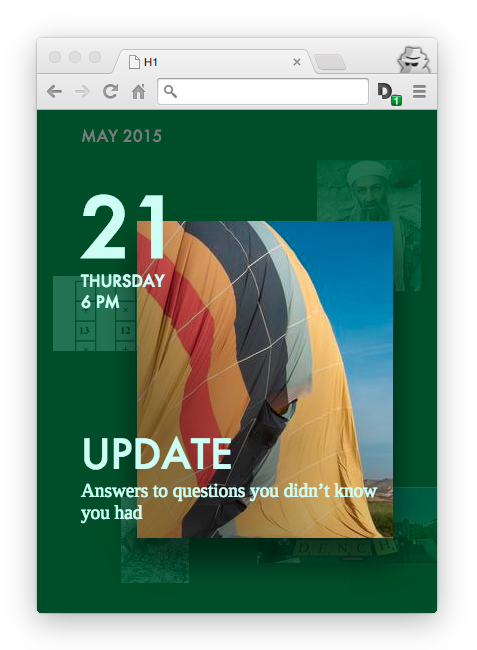 H1
1
MAY 2015
21
THURSDAY
6 PM
13
12
UPDATE
Answers to questions you didn’t know
you had
DENCH